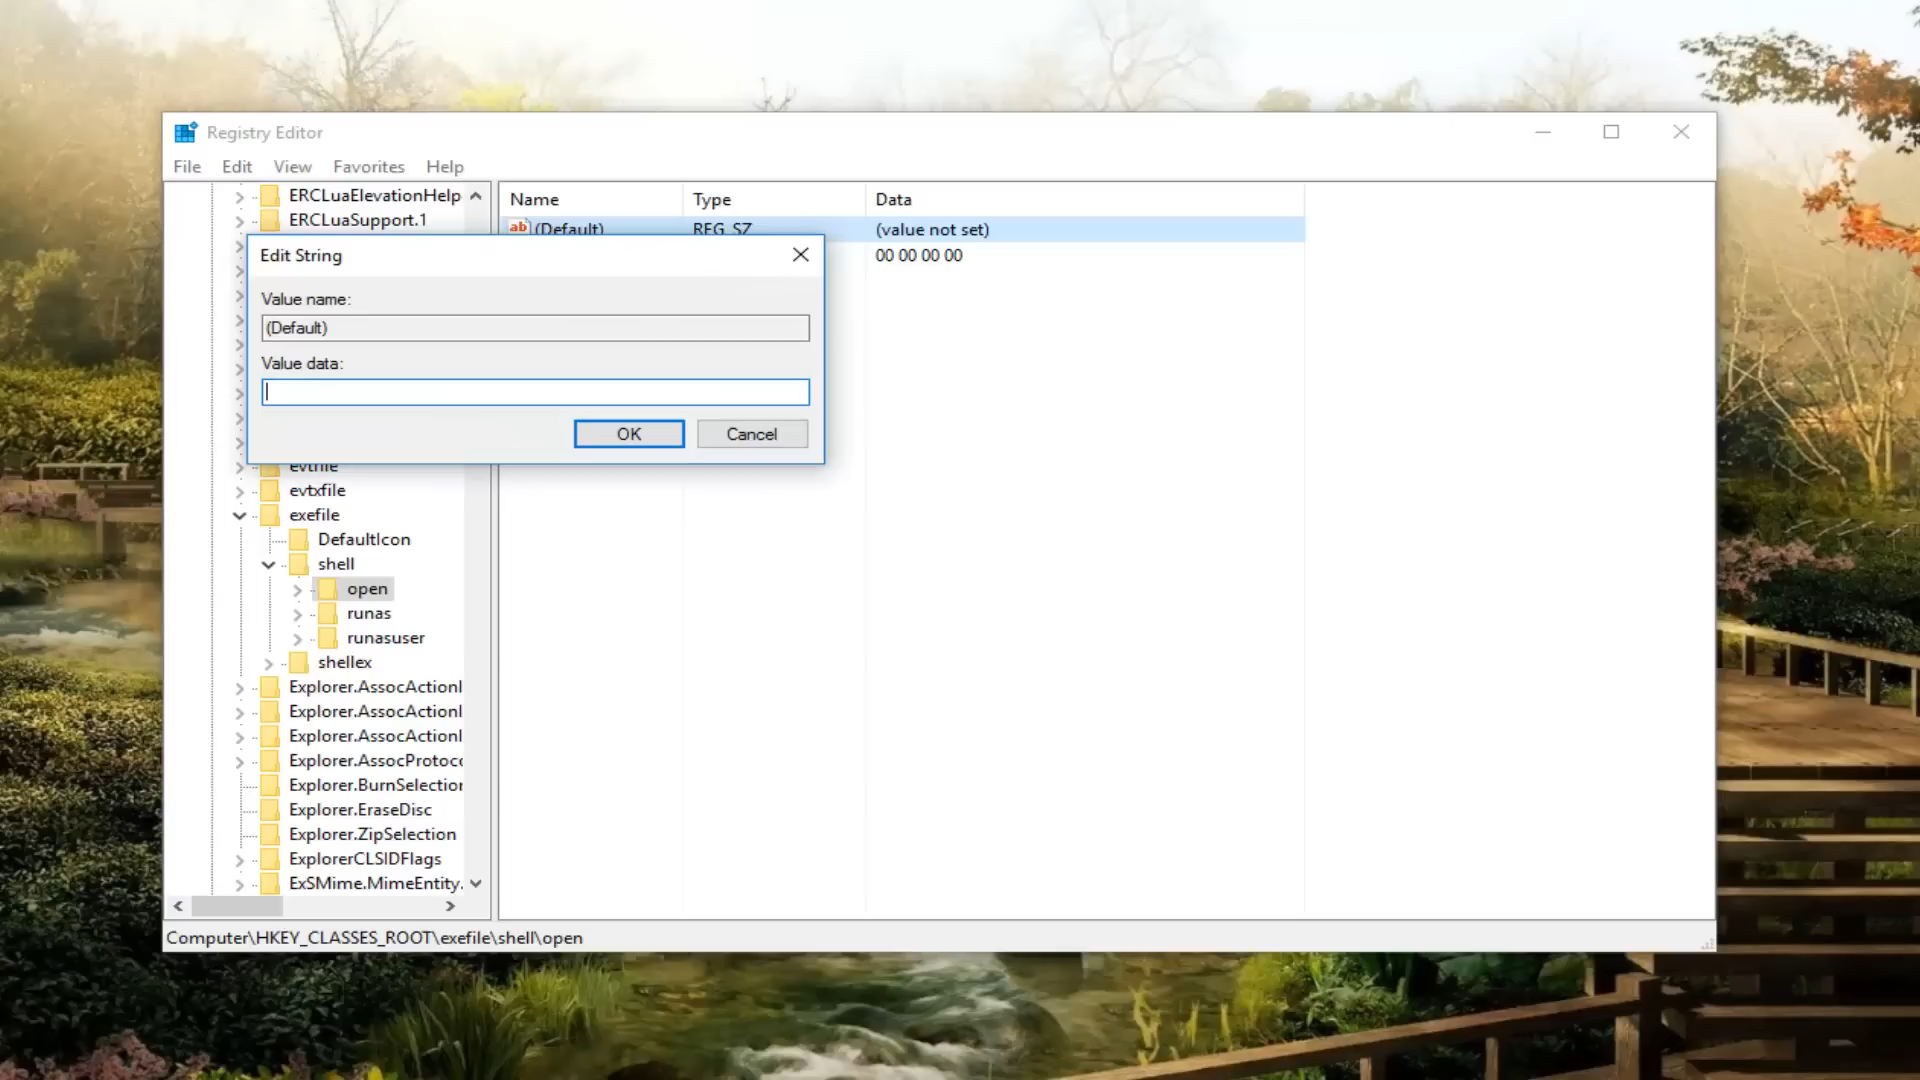 Registry Editor
File Edit View Favorites Help
ERCLuaElevationHelp
ERCLuaSupport.1
Name Type Data
(Default) REG_SZ (value not set)
00 00 00 00
Edit String
Value name:
(Default)
Value data:
OK Cancel
evtfile
evtxfile
exefile
DefaultIcon
shell
open
runas
runasuser
shellex
Explorer.AssocActionI
Explorer.AssocActionI
Explorer.AssocActionI
Explorer.AssocProtoco
Explorer.BurnSelection
Explorer.EraseDisc
Explorer.ZipSelection
ExplorerCLSIDFlags
ExSMime.MimeEntity.
Computer\HKEY_CLASSES_ROOT\exefile\shell\open